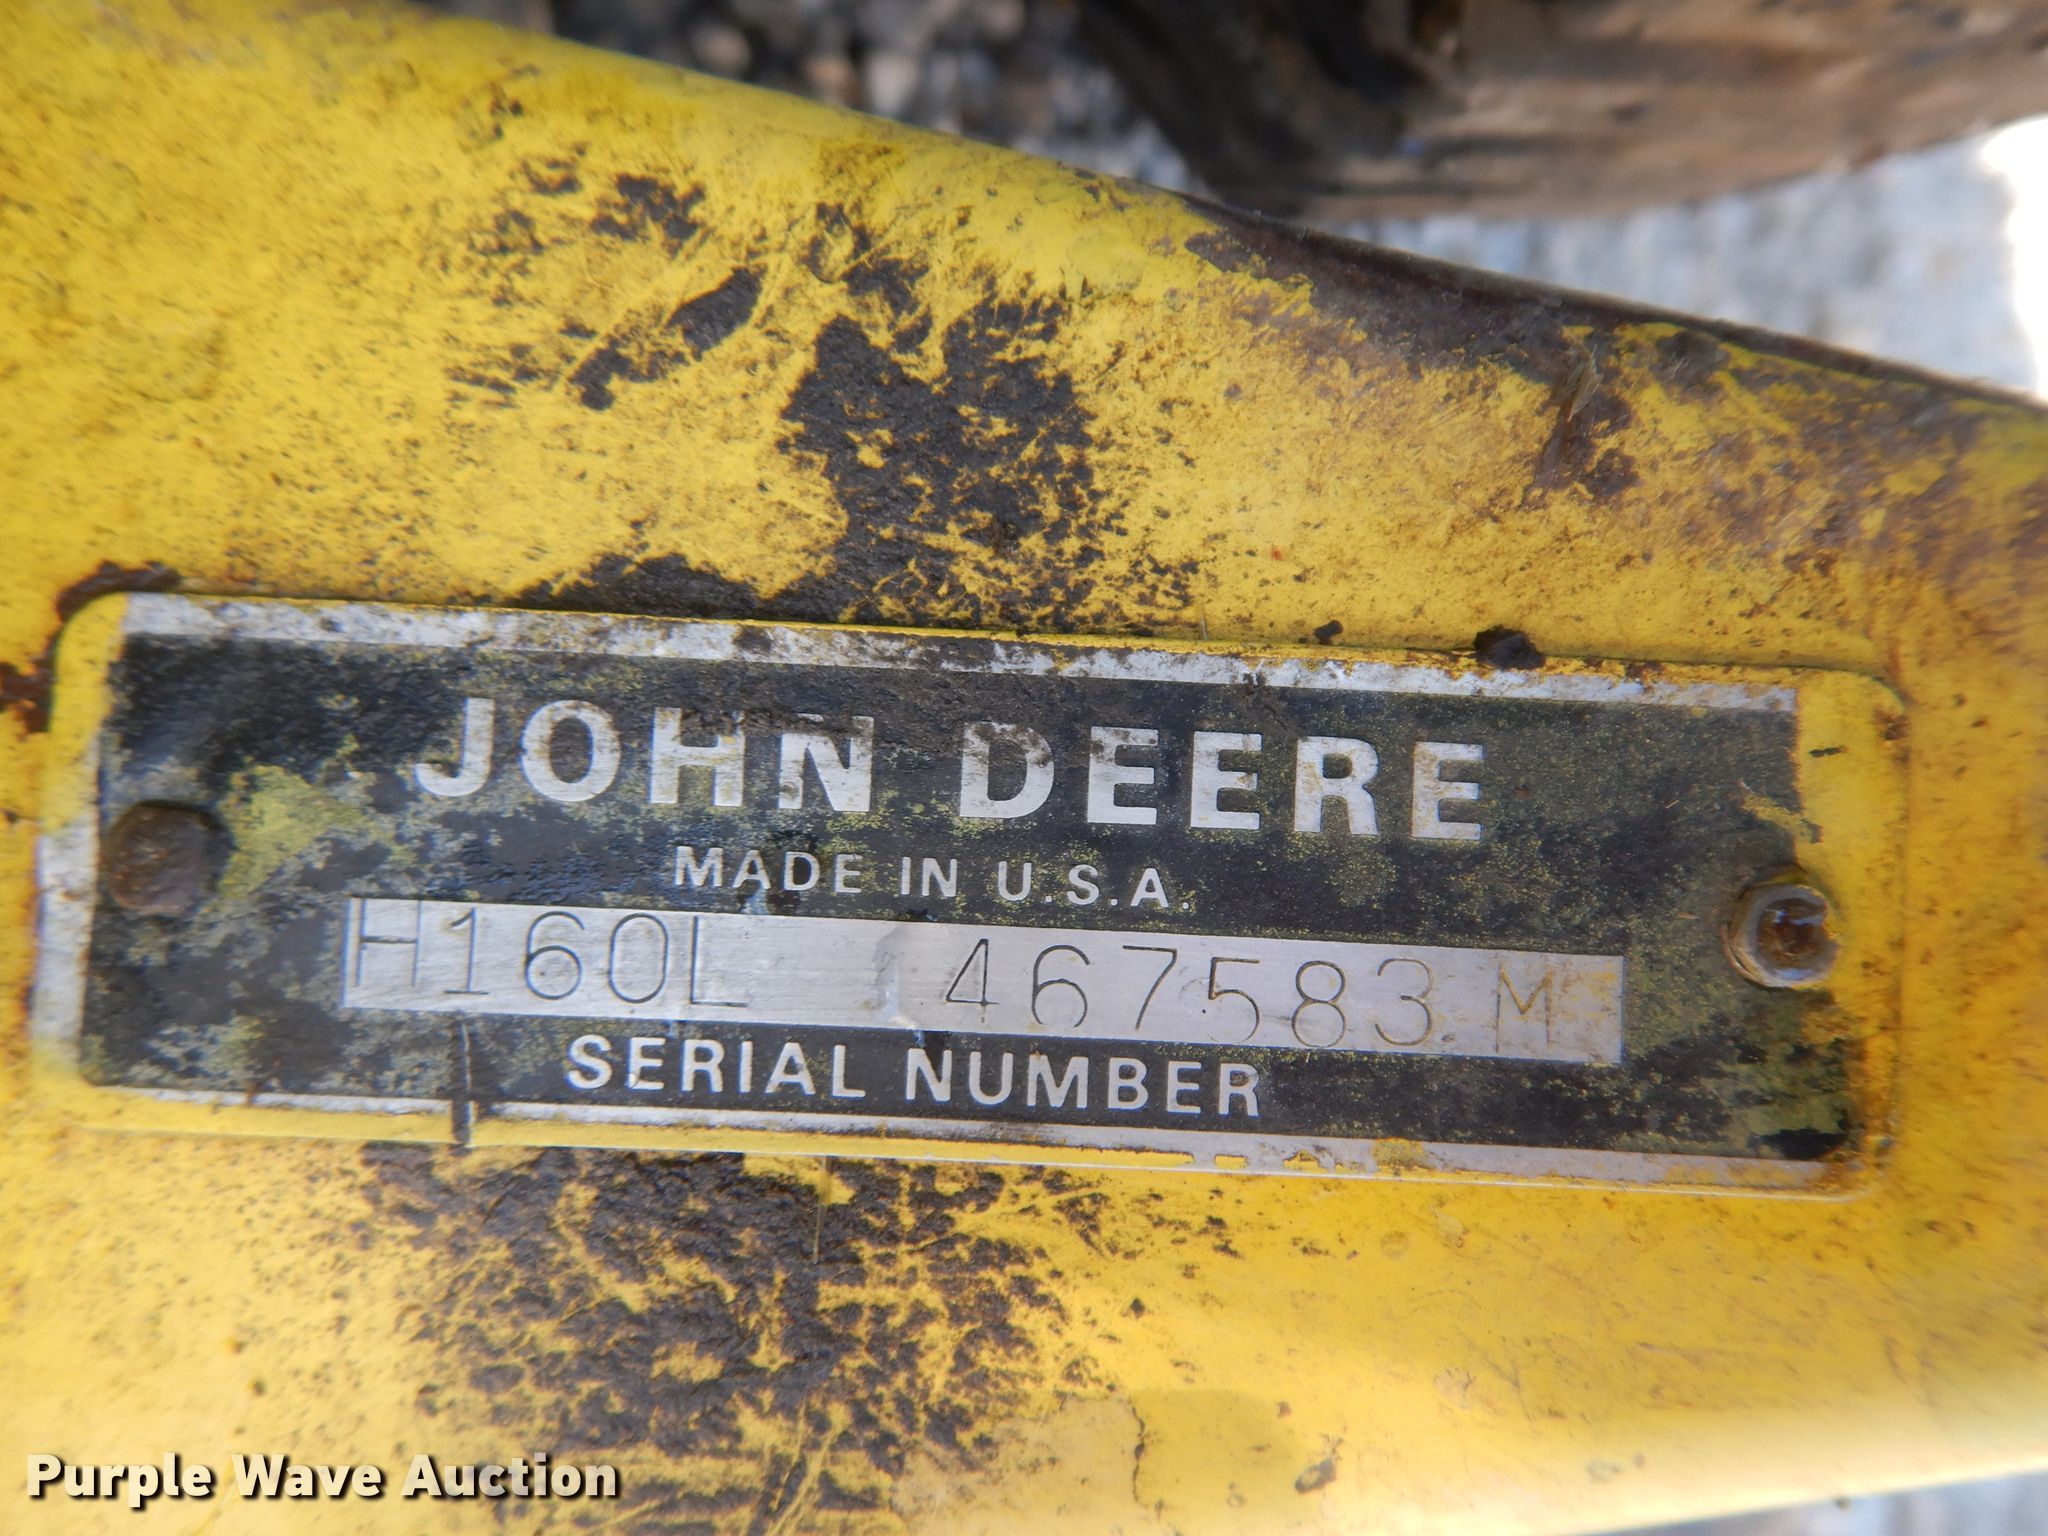 JOHN DEERE
MADE IN U.S.A.
H160L 467583 M
SERIAL NUMBER
Purple Wave Auction